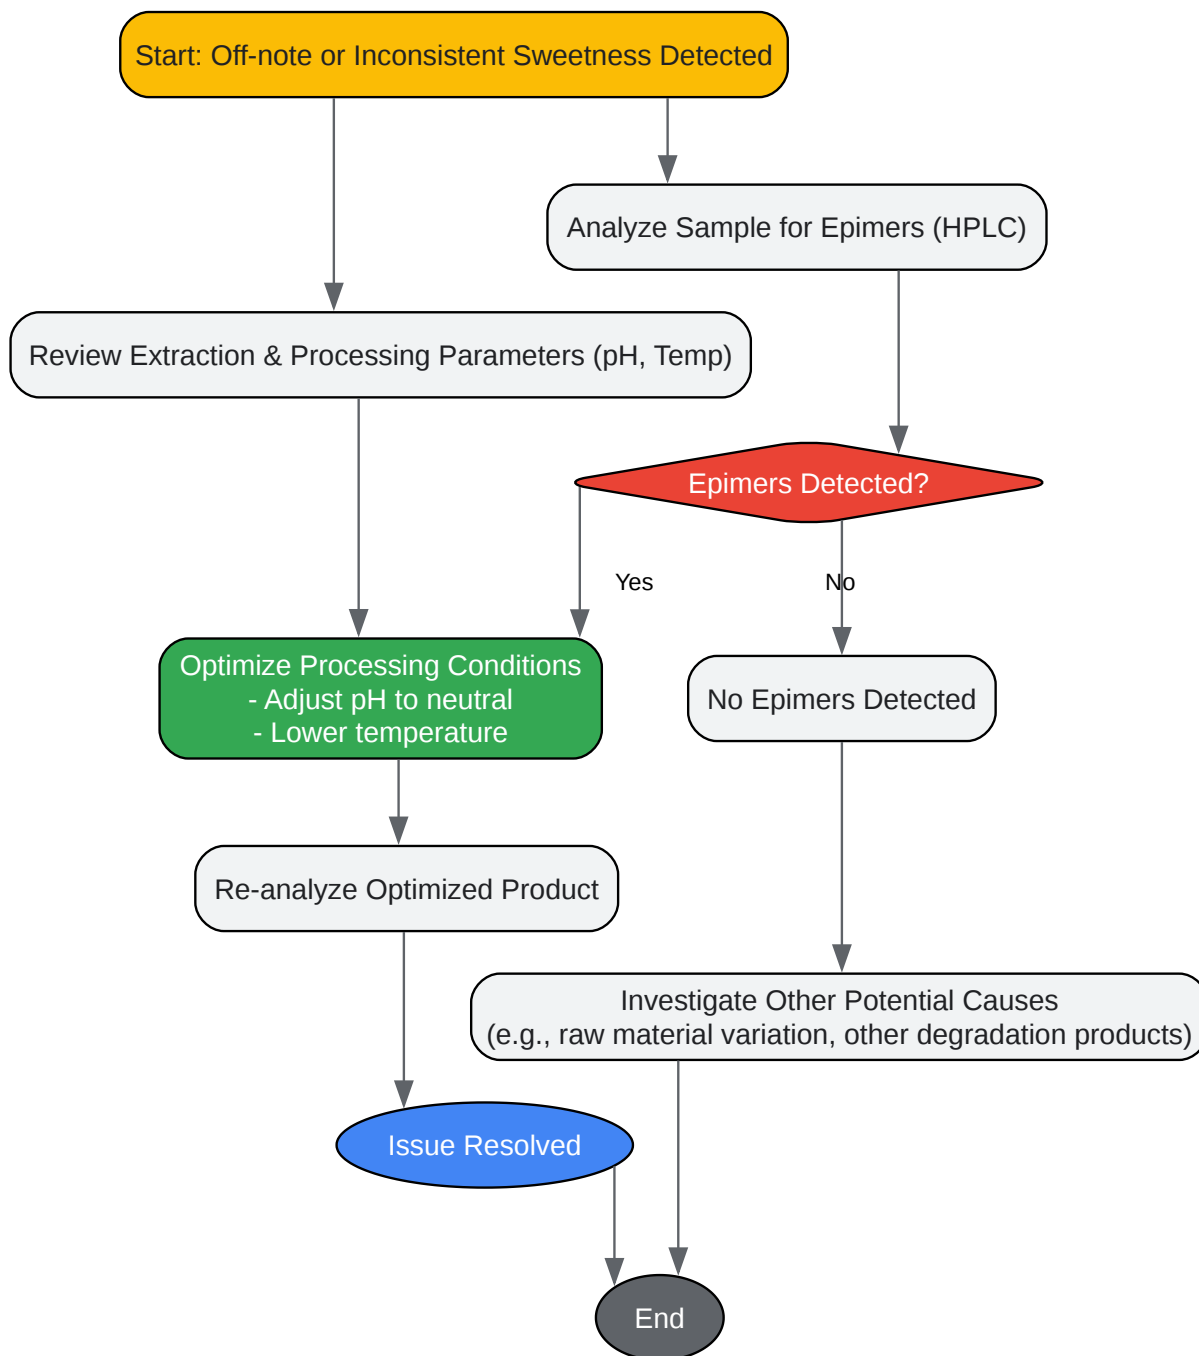 Start: Off-note or Inconsistent Sweetness Detected
Analyze Sample for Epimers (HPLC)
Review Extraction & Processing Parameters (pH, Temp)
Epimers Detected?
Yes
No
Optimize Processing Conditions
- Adjust pH to neutral
- Lower temperature
No Epimers Detected
Re-analyze Optimized Product
Investigate Other Potential Causes
(e.g., raw material variation, other degradation products)
Issue Resolved
End